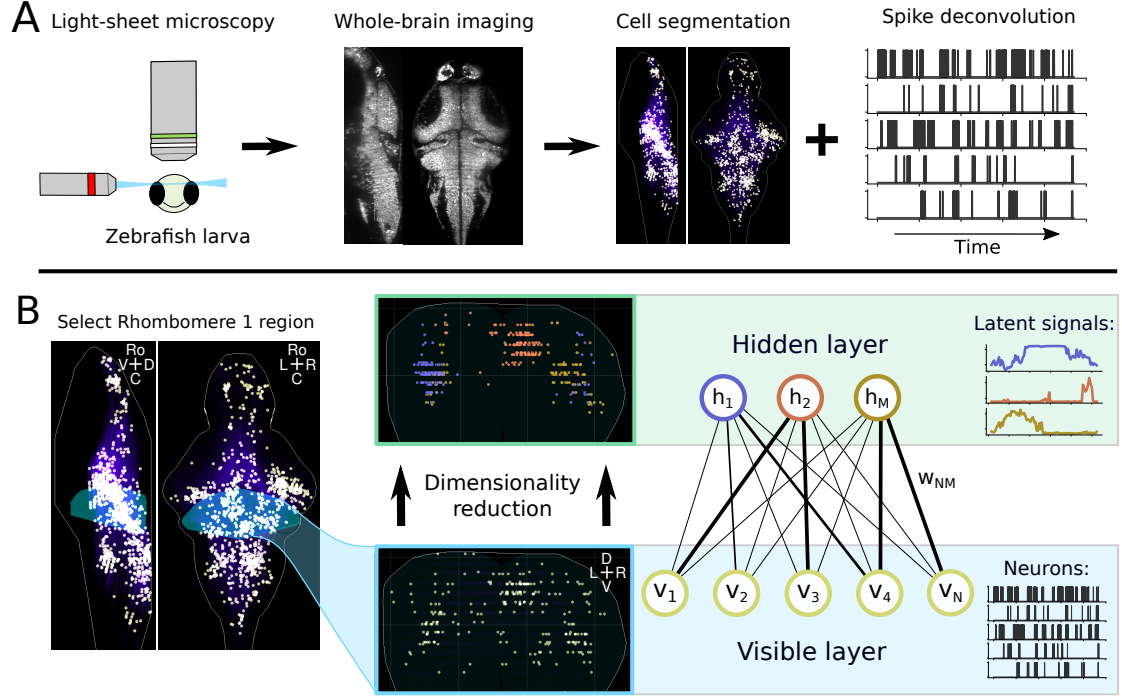 A
Light-sheet microscopy
Whole-brain imaging
Cell segmentation
Spike deconvolution
Zebrafish larva
Time
B
Select Rhombomere 1 region
Ro
V+D
C
Ro
L+R
C
Hidden layer
Latent signals:
h1
h2
hM
Dimensionality
reduction
wNM
D
L+R
V
v1
v2
v3
v4
vN
Neurons:
Visible layer